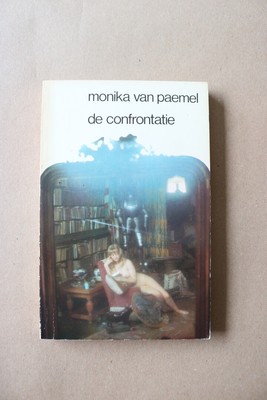 monika van paemel
de confrontatie